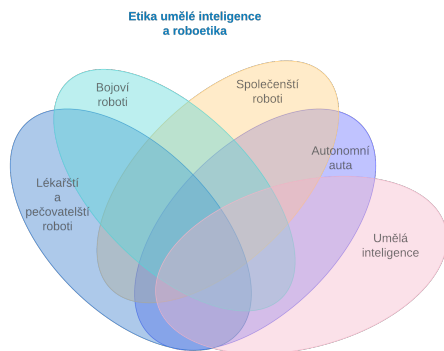 Etika umělé inteligence
a roboetika
Bojoví
roboti
Společenští
roboti
Autonomní
auta
Lékařští
a
pečovatelští
roboti
Umělá
inteligence